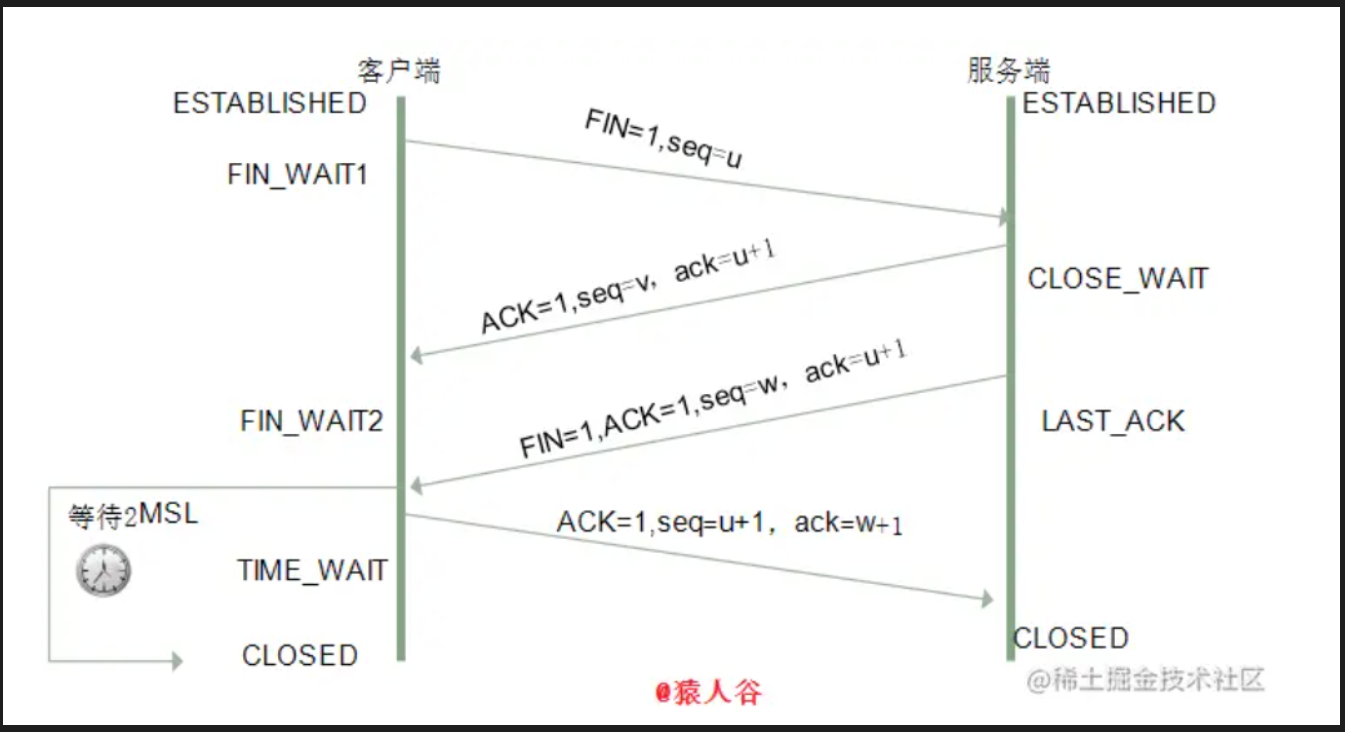 客户端
服务端
ESTABLISHED
ESTABLISHED
FIN=1,seq=u
FIN_WAIT1
ACK=1,seq=v，ack=u+1
CLOSE_WAIT
FIN=1,ACK=1,seq=w，ack=u+1
FIN_WAIT2
LAST_ACK
等待2MSL
ACK=1,seq=u+1，ack=w+1
TIME_WAIT
CLOSED
CLOSED
@猿人谷
@稀土掘金技术社区